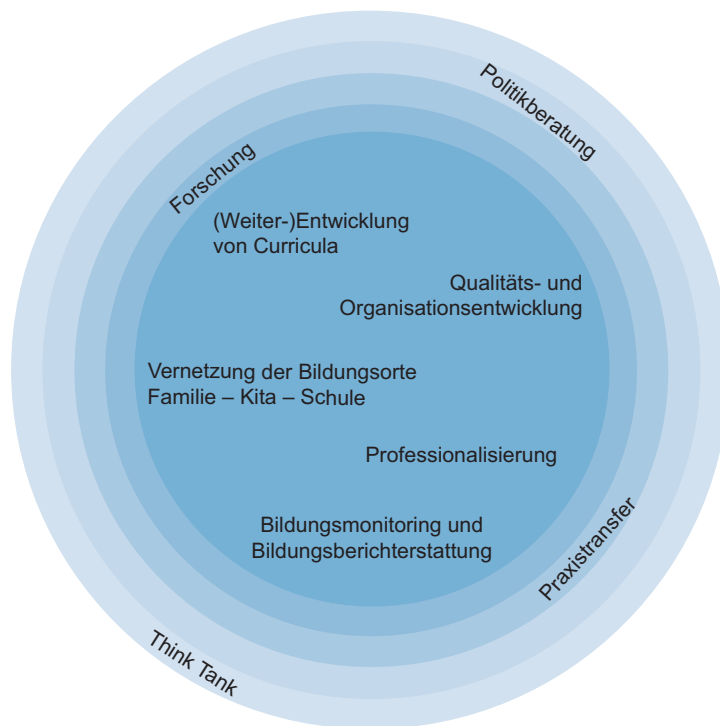 Politikberatung
Forschung
(Weiter-)Entwicklung
von Curricula
Qualitäts- und
Organisationsentwicklung
Vernetzung der Bildungsorte
Familie – Kita – Schule
Professionalisierung
Bildungsmonitoring und
Bildungsberichterstattung
Praxistransfer
Think Tank